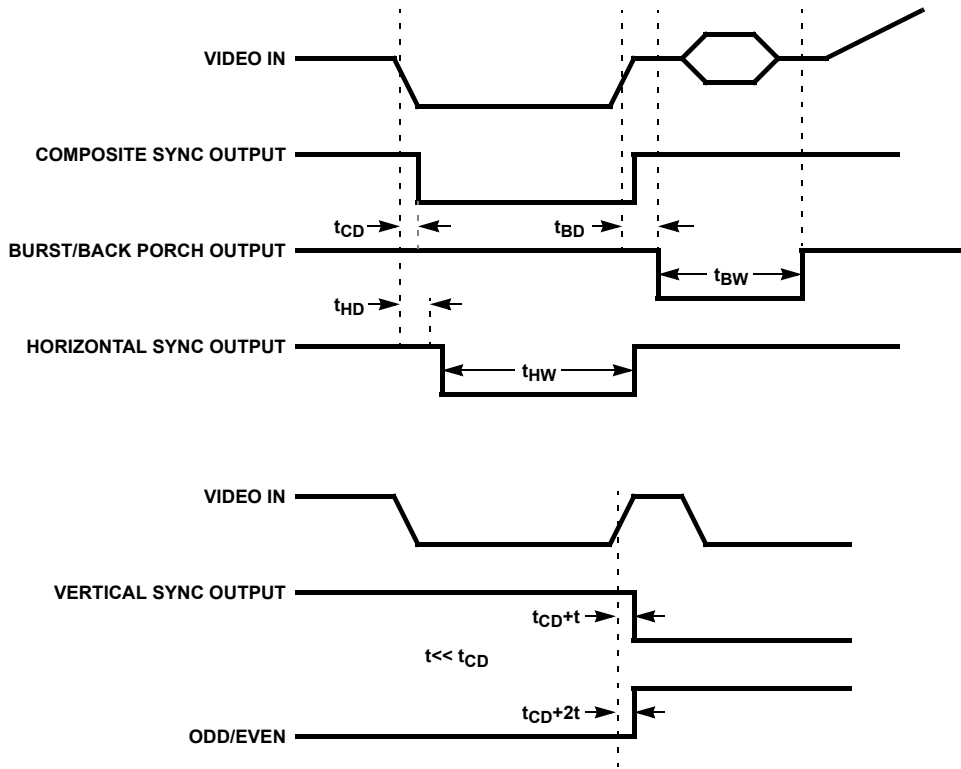 VIDEO IN
COMPOSITE SYNC OUTPUT
tCD
tBD
BURST/BACK PORCH OUTPUT
tBW
tHD
HORIZONTAL SYNC OUTPUT
tHW
VIDEO IN
VERTICAL SYNC OUTPUT
tCD+t
t<< tCD
tCD+2t
ODD/EVEN